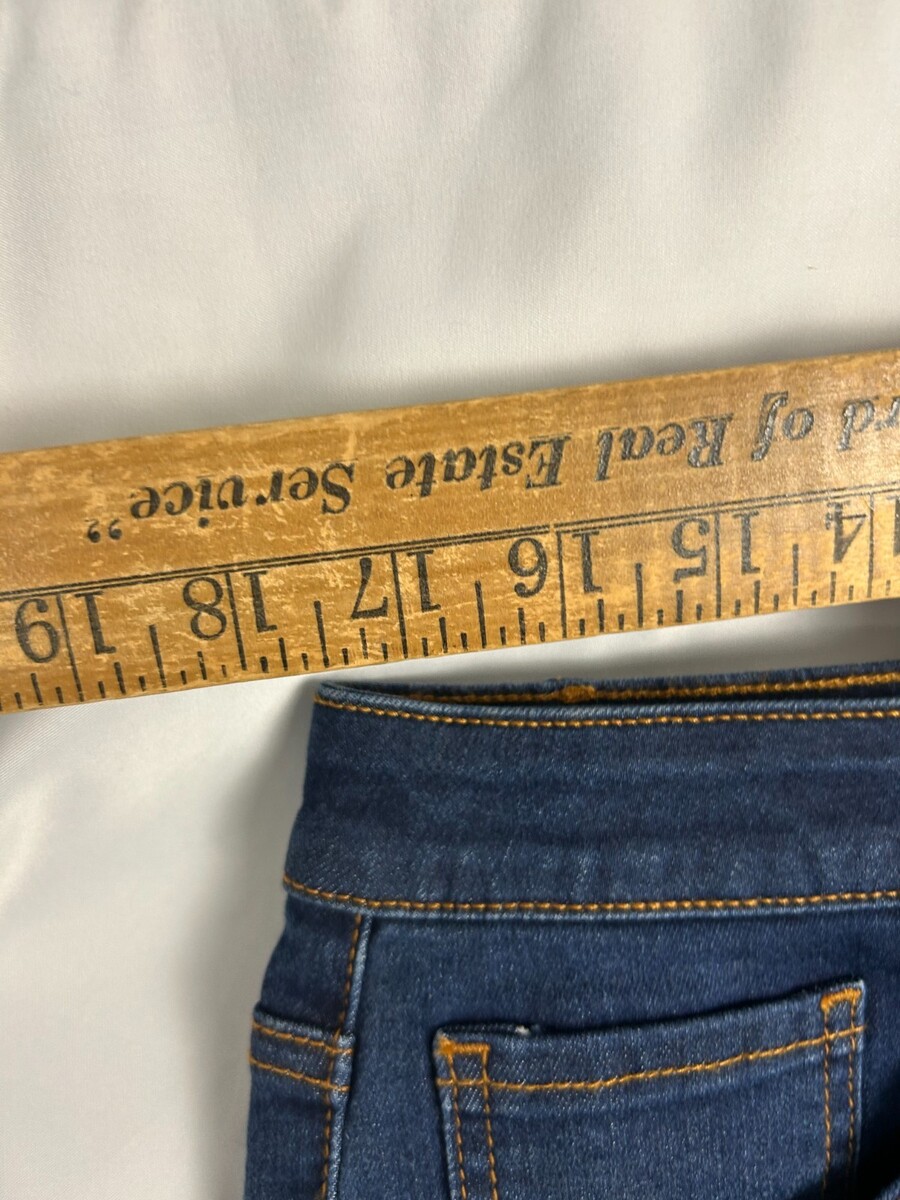 rd of Real Estate Service”
14 15 16 17 18 19